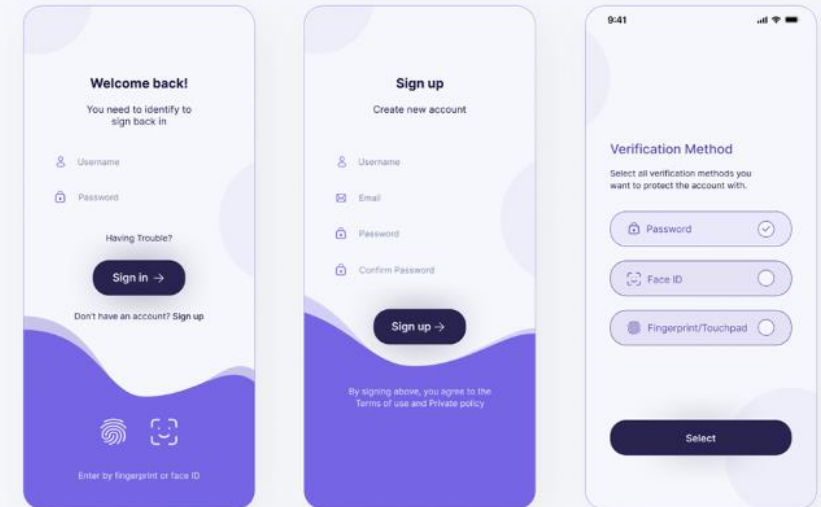 Welcome back!
You need to identify to
sign back in
Username
Password
Having Trouble?
Sign in →
Don't have an account? Sign up
Enter by fingerprint or face ID
Sign up
Create new account
Username
Email
Password
Confirm Password
Sign up →
By signing above, you agree to the
Terms of use and Private policy
9:41
Verification Method
Select all verification methods you
want to protect the account with.
Password
Face ID
Fingerprint/Touchpad
Select